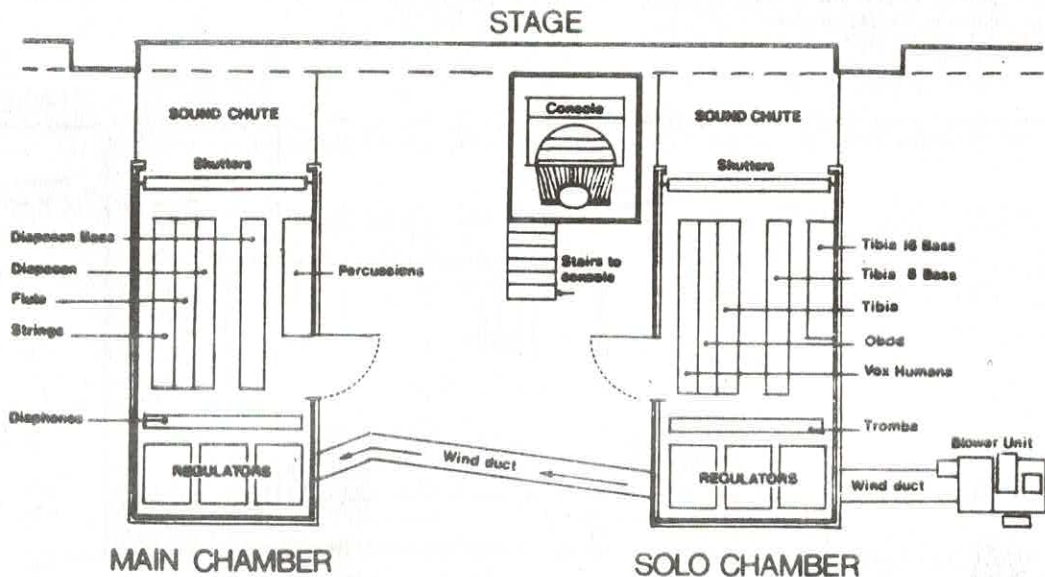 STAGE
SOUND CHUTE
Console
SOUND CHUTE
Shutters
Shutters
Diapason Bass
Diapason
Flute
Strings
Percussions
Stairs to
console
Tibia 16 Bass
Tibia 8 Bass
Tibia
Oboe
Vox Humana
Diaphones
Tromba
REGULATORS
Wind duct
REGULATORS
Wind duct
Blower Unit
MAIN CHAMBER
SOLO CHAMBER